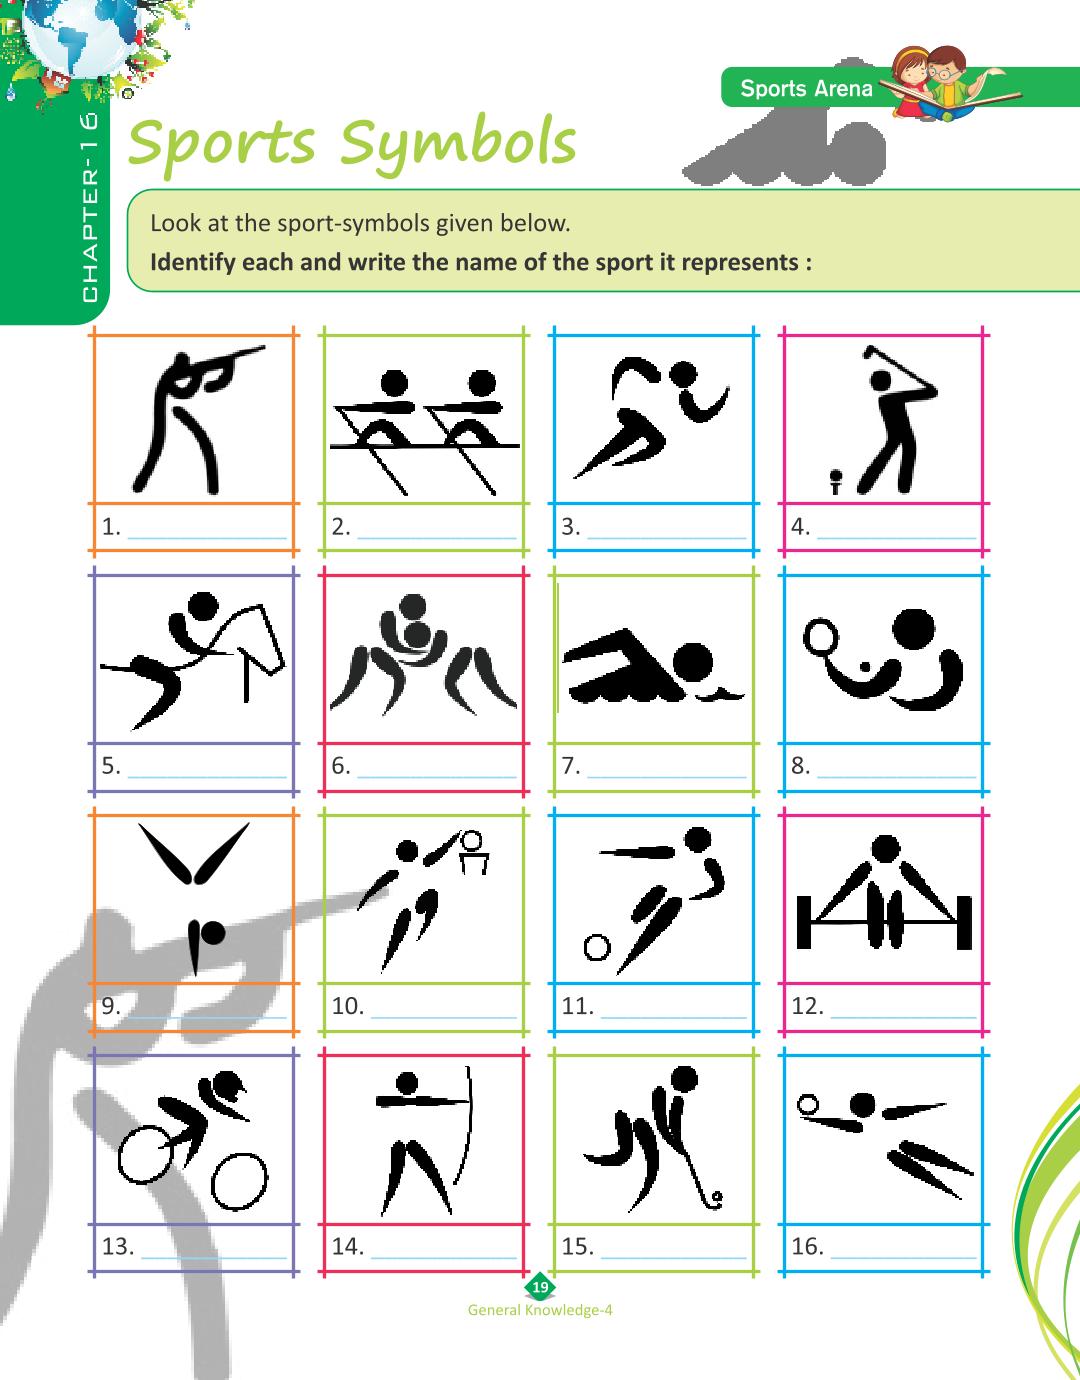 CHAPTER-16
Sports Arena
Sports Symbols
Look at the sport-symbols given below.
Identify each and write the name of the sport it represents :
1. 2. 3. 4.
5. 6. 7. 8.
9. 10. 11. 12.
13. 14. 15. 16.
19
General Knowledge-4